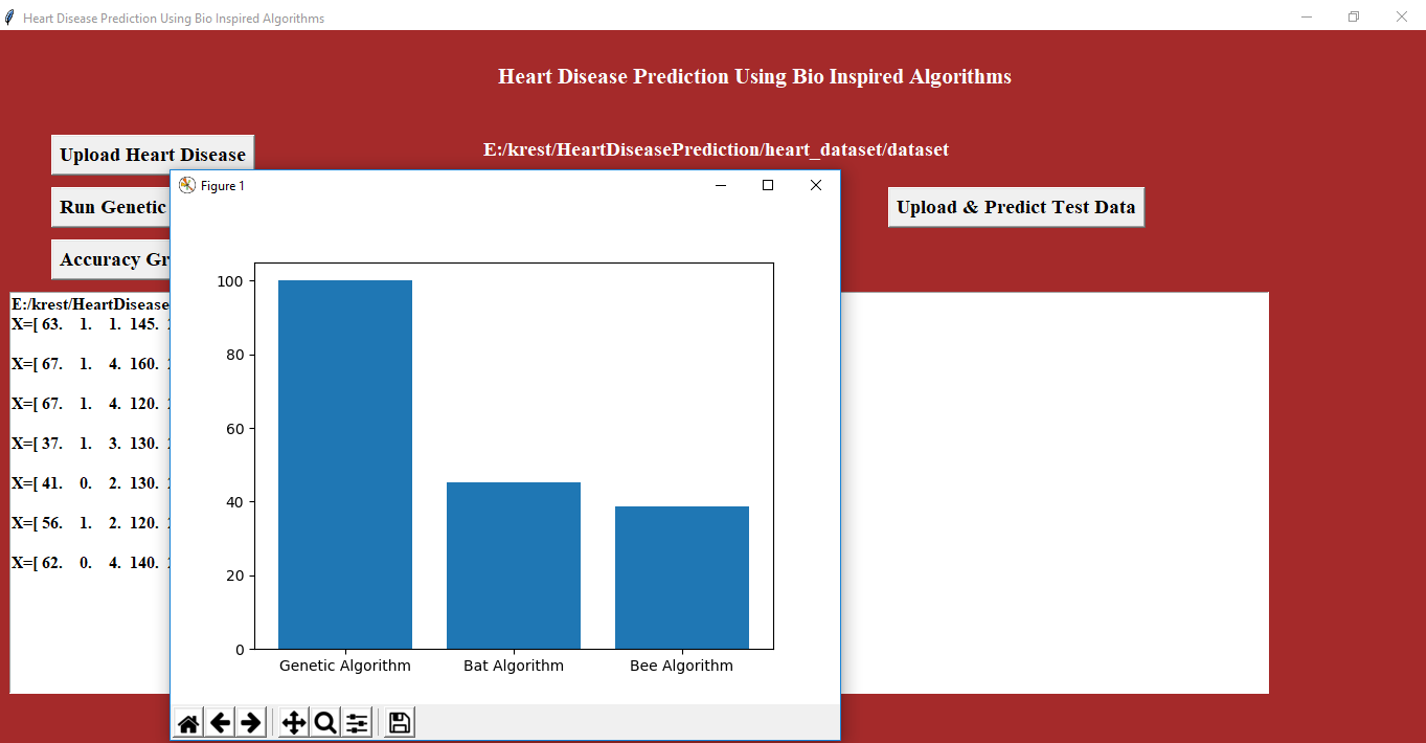 Heart Disease Prediction Using Bio Inspired Algorithms
Heart Disease Prediction Using Bio Inspired Algorithms
Upload Heart Disease
E:/krest/HeartDiseasePrediction/heart_dataset/dataset
Run Genetic
Upload & Predict Test Data
Accuracy Gr
E:/krest/HeartDisease
X=[ 63. 1. 1. 145.
X=[ 67. 1. 4. 160.
X=[ 67. 1. 4. 120.
X=[ 37. 1. 3. 130.
X=[ 41. 0. 2. 130.
X=[ 56. 1. 2. 120.
X=[ 62. 0. 4. 140.
Figure 1
100
80
60
40
20
0
Genetic Algorithm Bat Algorithm Bee Algorithm